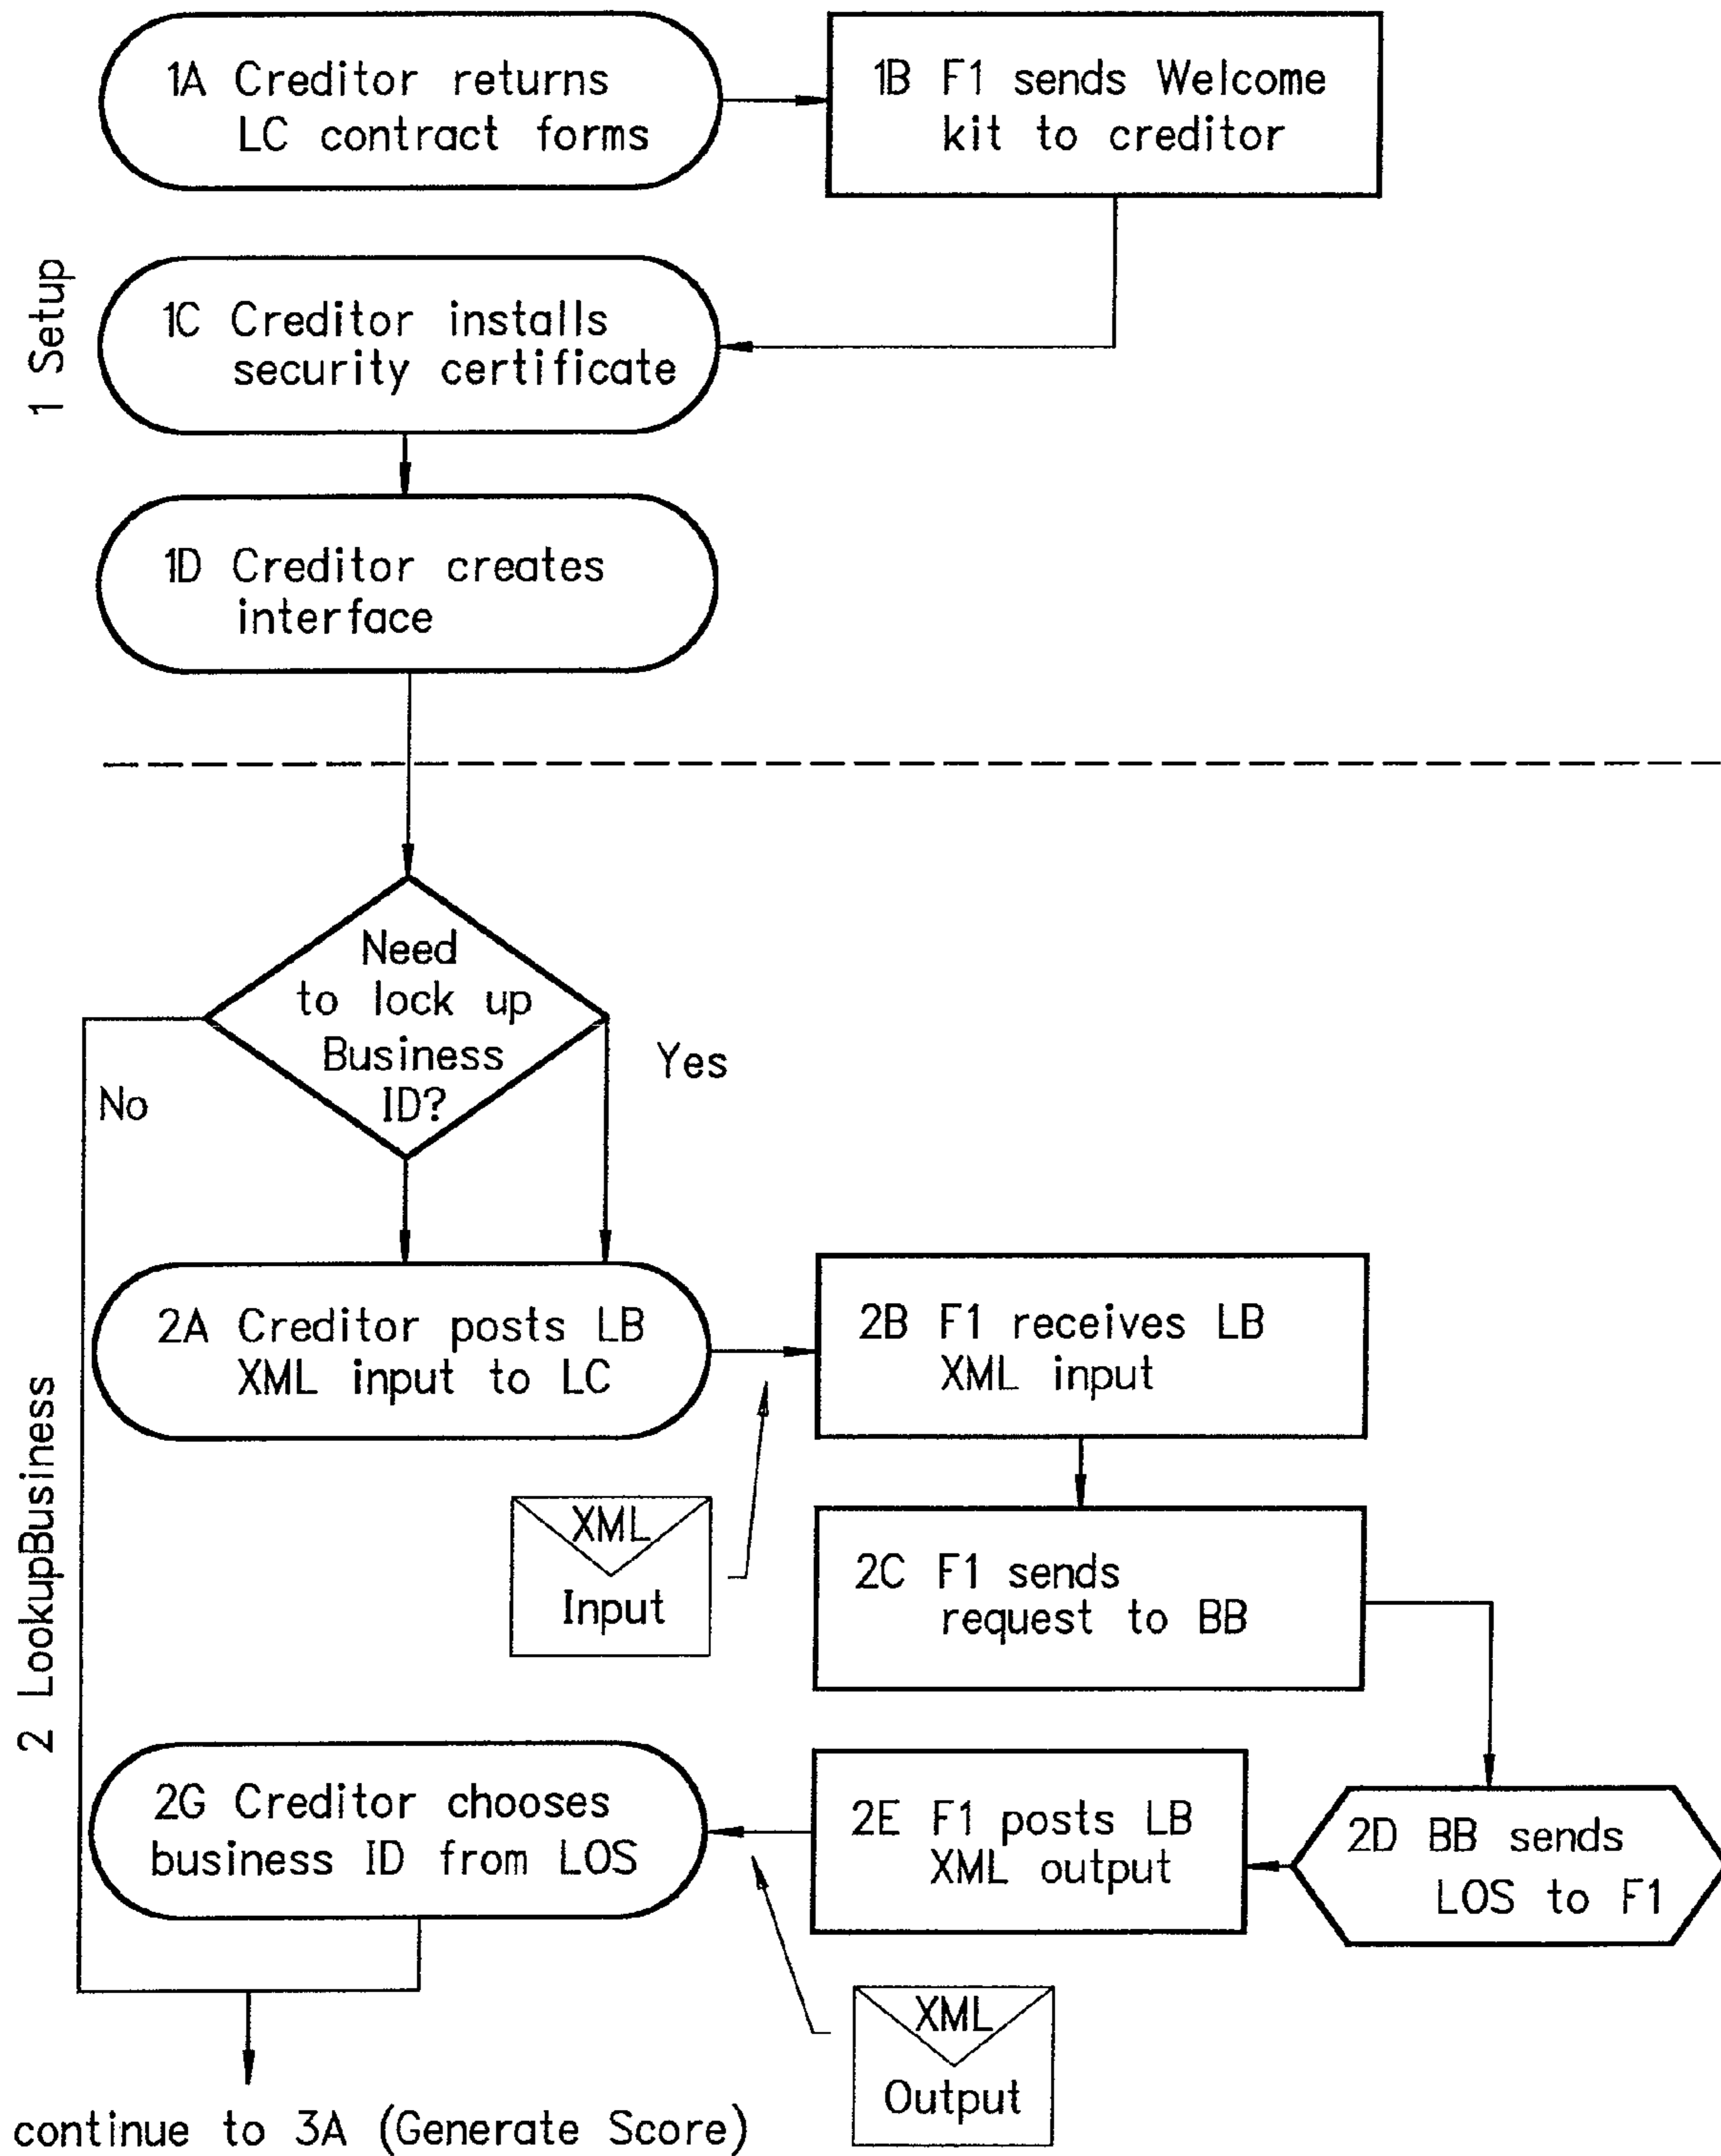 1A Creditor returns
LC contract forms
1B F1 sends Welcome
kit to creditor
1 Setup
1C Creditor installs
security certificate
1D Creditor creates
interface
Need
to lock up
Business
ID?
Yes
No
2 LookupBusiness
2A Creditor posts LB
XML input to LC
2B F1 receives LB
XML input
XML
Input
2C F1 sends
request to BB
2D BB sends
LOS to F1
2E F1 posts LB
XML output
2G Creditor chooses
business ID from LOS
XML
Output
continue to 3A (Generate Score)